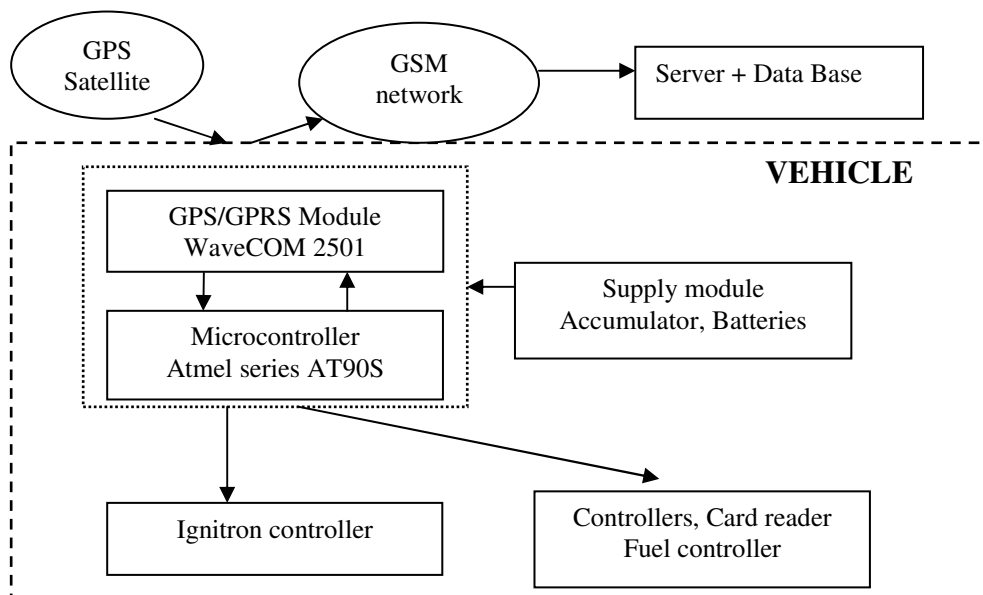 GPS
Satellite
GSM
network
Server + Data Base
VEHICLE
GPS/GPRS Module
WaveCOM 2501
Supply module
Accumulator, Batteries
Microcontroller
Atmel series AT90S
Ignitron controller
Controllers, Card reader
Fuel controller